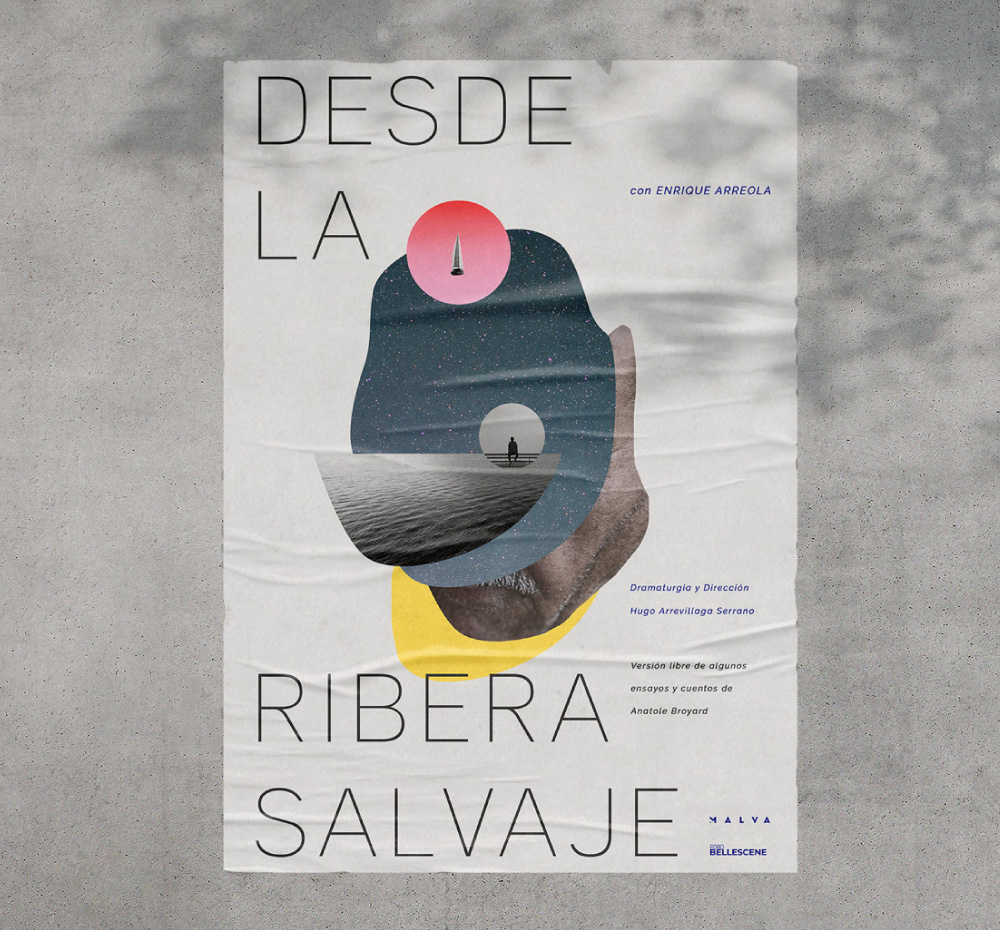 DESDE
LA
con ENRIQUE ARREOLA
Dramaturgia y Dirección
Hugo Arrevillaga Serrano
RIBERA
Versión libre de algunos
ensayos y cuentos de
Anatole Broyard
SALVAJE
MALVA
FORO
BELLESCENE